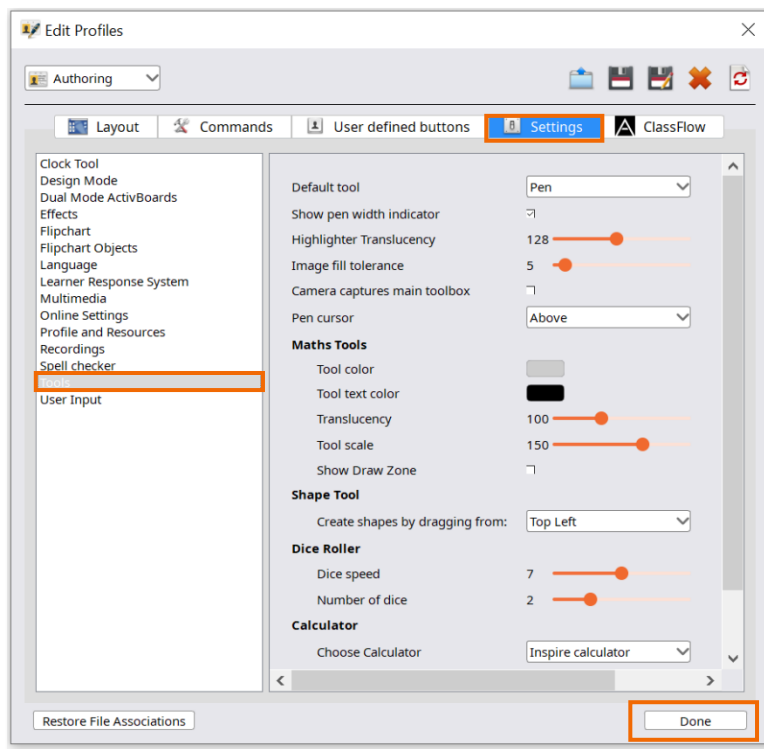 Edit Profiles
Authoring
Layout
Commands
User defined buttons
Settings
ClassFlow
Clock Tool
Design Mode
Dual Mode ActivBoards
Effects
Flipchart
Flipchart Objects
Language
Learner Response System
Multimedia
Online Settings
Profile and Resources
Recordings
Spell checker
Tools
User Input
Default tool Pen
Show pen width indicator
Highlighter Translucency 128
Image fill tolerance 5
Camera captures main toolbox
Pen cursor Above
Maths Tools
Tool color
Tool text color
Translucency 100
Tool scale 150
Show Draw Zone
Shape Tool
Create shapes by dragging from: Top Left
Dice Roller
Dice speed 7
Number of dice 2
Calculator
Choose Calculator Inspire calculator
Restore File Associations
Done